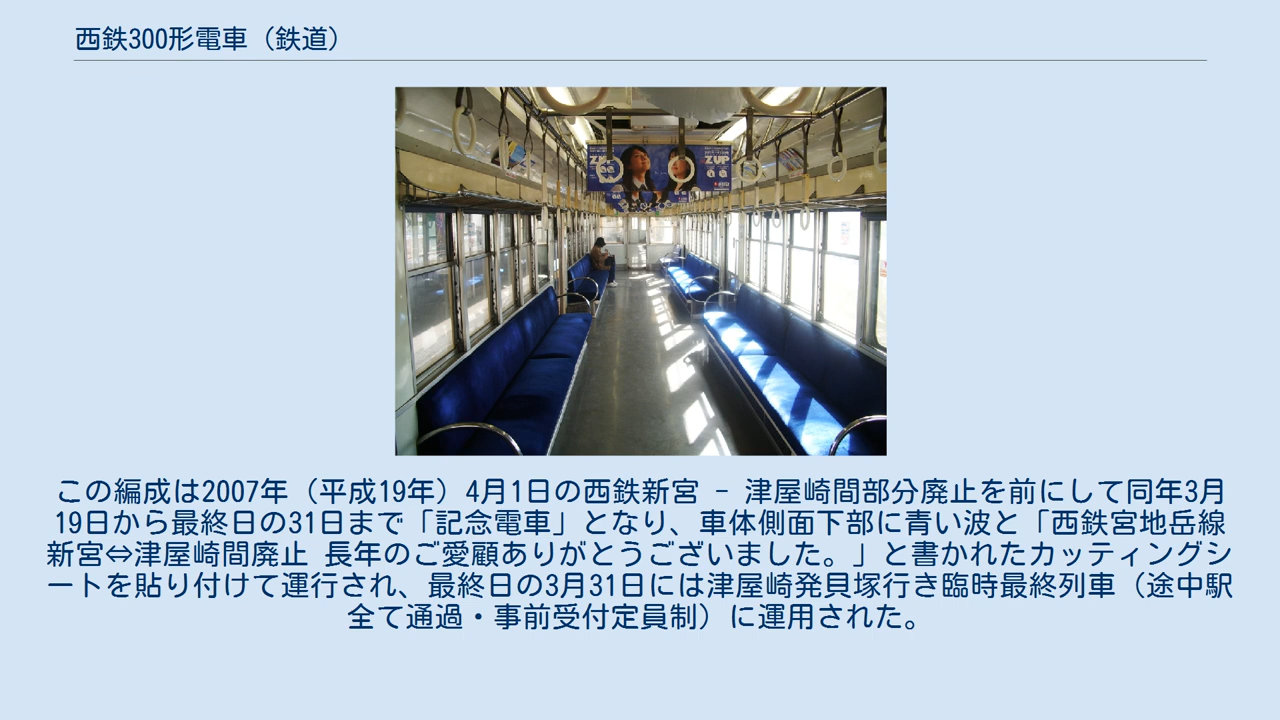 西鉄300形電車（鉄道）
ZUP
ZUP
この編成は2007年（平成19年）4月1日の西鉄新宮 - 津屋崎間部分廃止を前にして同年3月
19日から最終日の31日まで「記念電車」となり、車体側面下部に青い波と「西鉄宮地岳線
新宮⇔津屋崎間廃止 長年のご愛顧ありがとうございました。」と書かれたカッティングシ
ートを貼り付けて運行され、最終日の3月31日には津屋崎発貝塚行き臨時最終列車（途中駅
全て通過・事前受付定員制）に運用された。